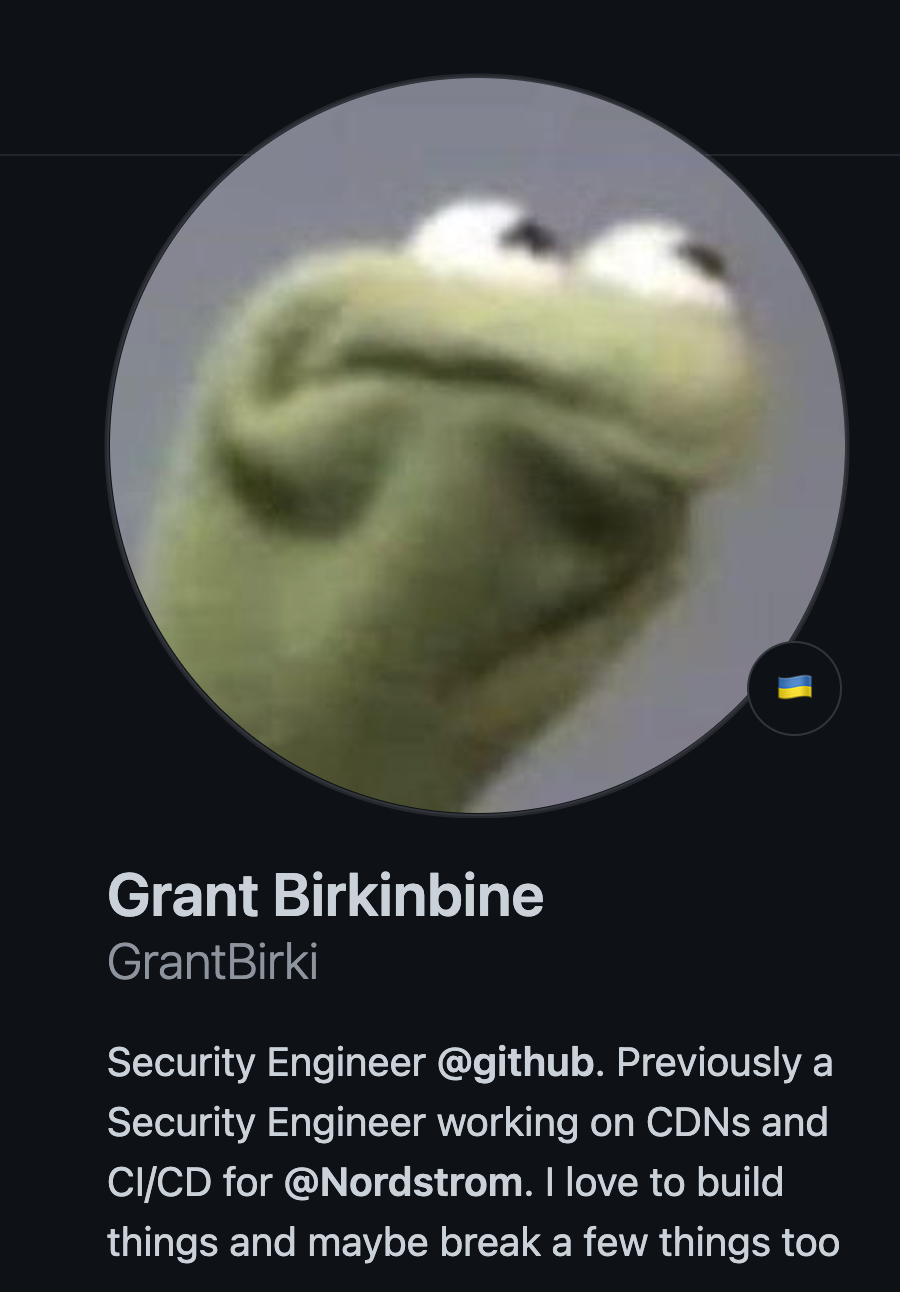 Grant Birkinbine
GrantBirki
Security Engineer @github. Previously a
Security Engineer working on CDNs and
CI/CD for @Nordstrom. I love to build
things and maybe break a few things too